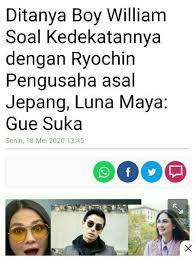 Ditanya Boy William
Soal Kedekatannya
dengan Ryochin
Pengusaha asal
Jepang, Luna Maya:
Gue Suka
Senin, 18 Mei 2020 13:45